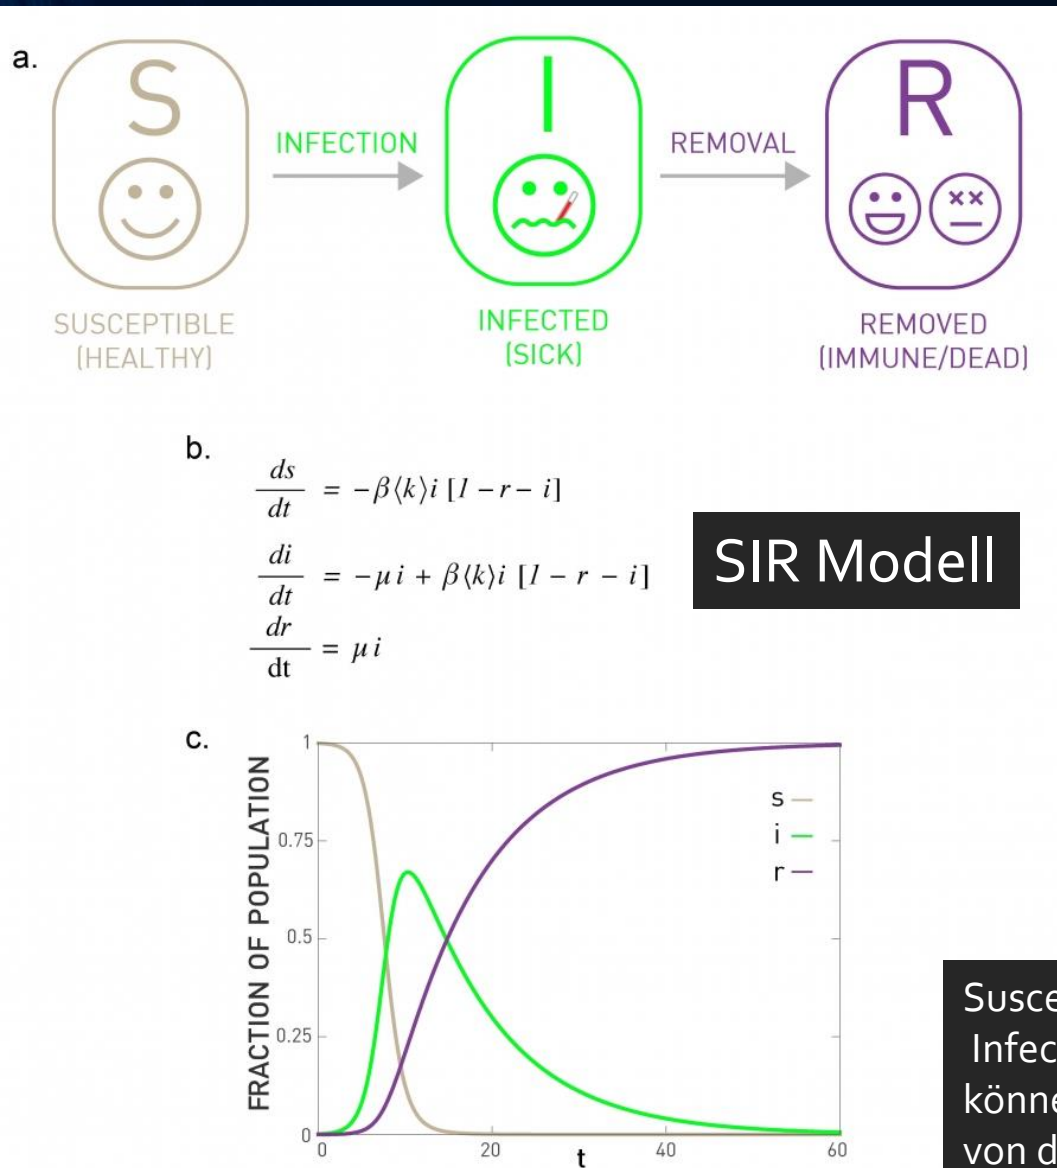 a.
S
I
R
INFECTION
REMOVAL
xx
SUSCEPTIBLE
(HEALTHY)
INFECTED
(SICK)
REMOVED
(IMMUNE/DEAD)
b.
ds/dt = −β⟨k⟩i [1 − r − i]
di/dt = −μ i + β⟨k⟩i [1 − r − i]
dr/dt = μ i
SIR Modell
c.
FRACTION OF POPULATION
1
0.75
0.5
0.25
0
0 20 40 60
t
s
i
r
Susce
Infec
könne
von d